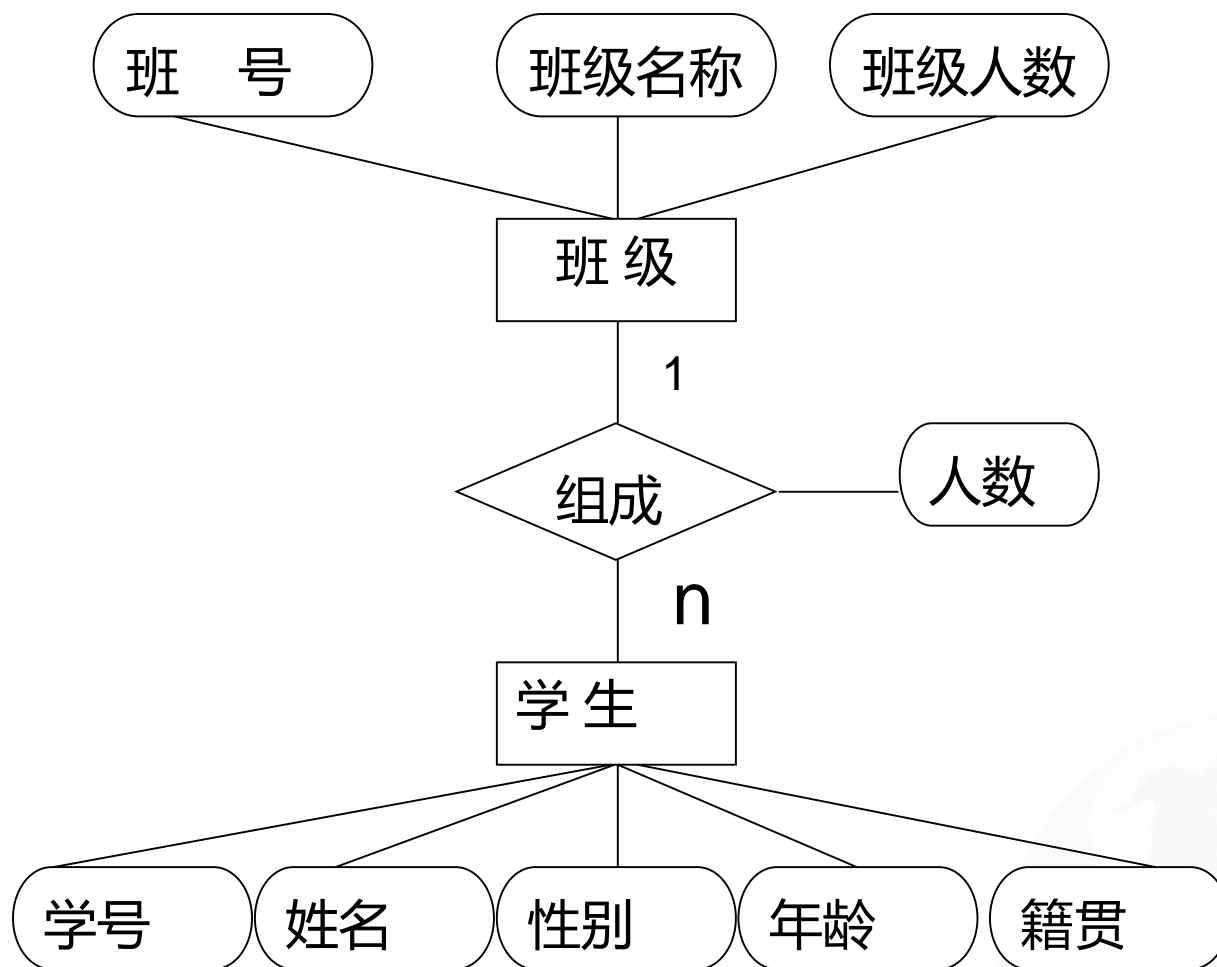 班 号
班级名称
班级人数
班 级
1
组成
人数
n
学 生
学号
姓名
性别
年龄
籍贯